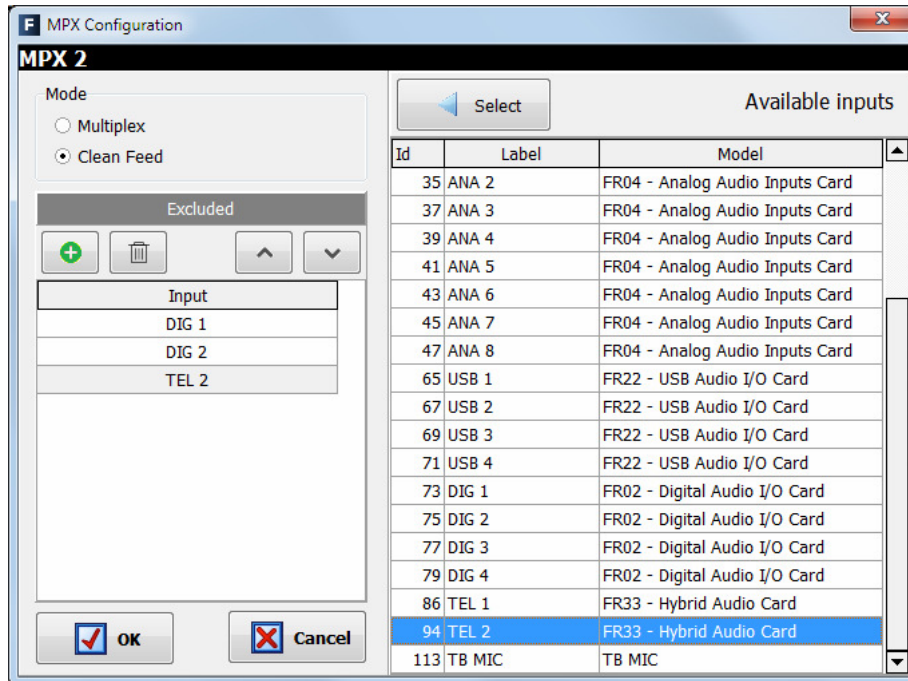 F MPX Configuration
MPX 2
Mode
Multiplex
Clean Feed
Excluded
Input
DIG 1
DIG 2
TEL 2
OK Cancel
Select Available inputs
Id Label Model
35 ANA 2 FR04 - Analog Audio Inputs Card
37 ANA 3 FR04 - Analog Audio Inputs Card
39 ANA 4 FR04 - Analog Audio Inputs Card
41 ANA 5 FR04 - Analog Audio Inputs Card
43 ANA 6 FR04 - Analog Audio Inputs Card
45 ANA 7 FR04 - Analog Audio Inputs Card
47 ANA 8 FR04 - Analog Audio Inputs Card
65 USB 1 FR22 - USB Audio I/O Card
67 USB 2 FR22 - USB Audio I/O Card
69 USB 3 FR22 - USB Audio I/O Card
71 USB 4 FR22 - USB Audio I/O Card
73 DIG 1 FR02 - Digital Audio I/O Card
75 DIG 2 FR02 - Digital Audio I/O Card
77 DIG 3 FR02 - Digital Audio I/O Card
79 DIG 4 FR02 - Digital Audio I/O Card
86 TEL 1 FR33 - Hybrid Audio Card
94 TEL 2 FR33 - Hybrid Audio Card
113 TB MIC TB MIC